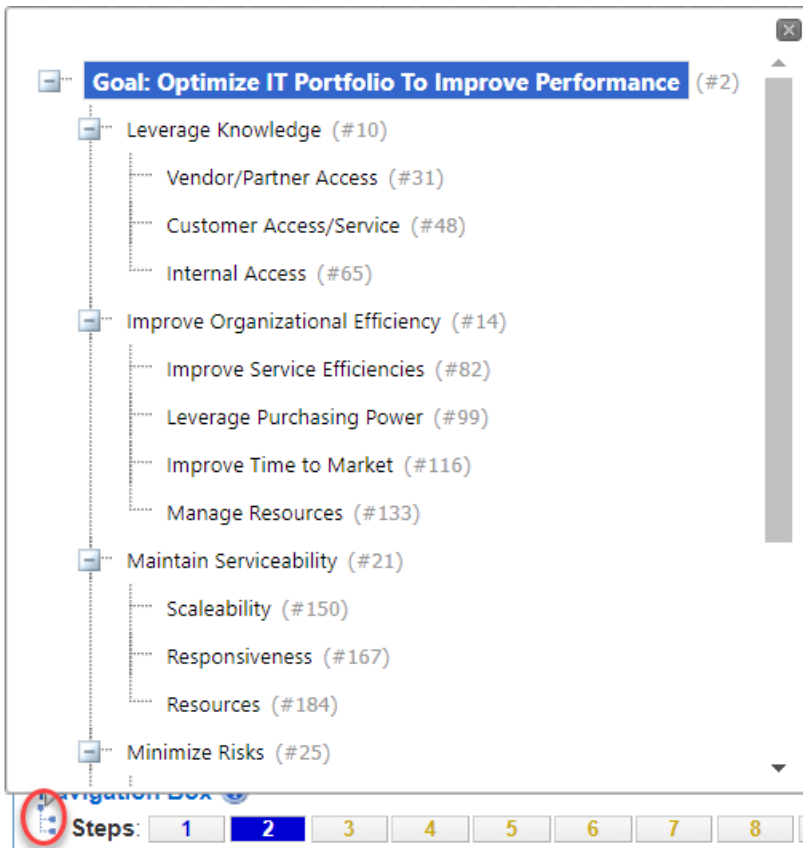 Goal: Optimize IT Portfolio To Improve Performance (#2)
Leverage Knowledge (#10)
Vendor/Partner Access (#31)
Customer Access/Service (#48)
Internal Access (#65)
Improve Organizational Efficiency (#14)
Improve Service Efficiencies (#82)
Leverage Purchasing Power (#99)
Improve Time to Market (#116)
Manage Resources (#133)
Maintain Serviceability (#21)
Scaleability (#150)
Responsiveness (#167)
Resources (#184)
Minimize Risks (#25)
Navigation Box
Steps: 1 2 3 4 5 6 7 8